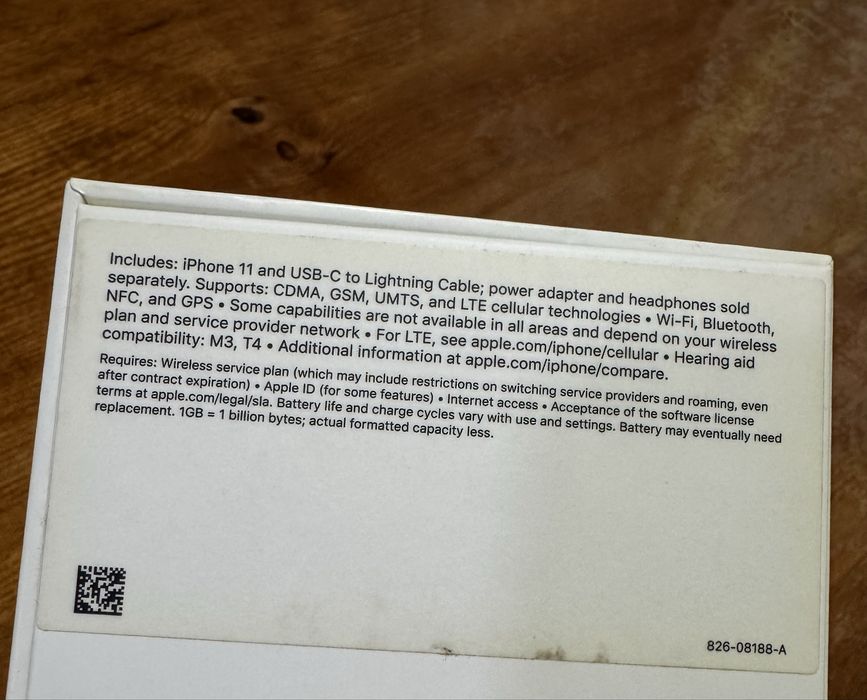 Includes: iPhone 11 and USB-C to Lightning Cable; power adapter and headphones sold
separately. Supports: CDMA, GSM, UMTS, and LTE cellular technologies • Wi-Fi, Bluetooth,
NFC, and GPS • Some capabilities are not available in all areas and depend on your wireless
plan and service provider network • For LTE, see apple.com/iphone/cellular • Hearing aid
compatibility: M3, T4 • Additional information at apple.com/iphone/compare.
Requires: Wireless service plan (which may include restrictions on switching service providers and roaming, even
after contract expiration) • Apple ID (for some features) • Internet access • Acceptance of the software license
terms at apple.com/legal/sla. Battery life and charge cycles vary with use and settings. Battery may eventually need
replacement. 1GB = 1 billion bytes; actual formatted capacity less.
826-08188-A